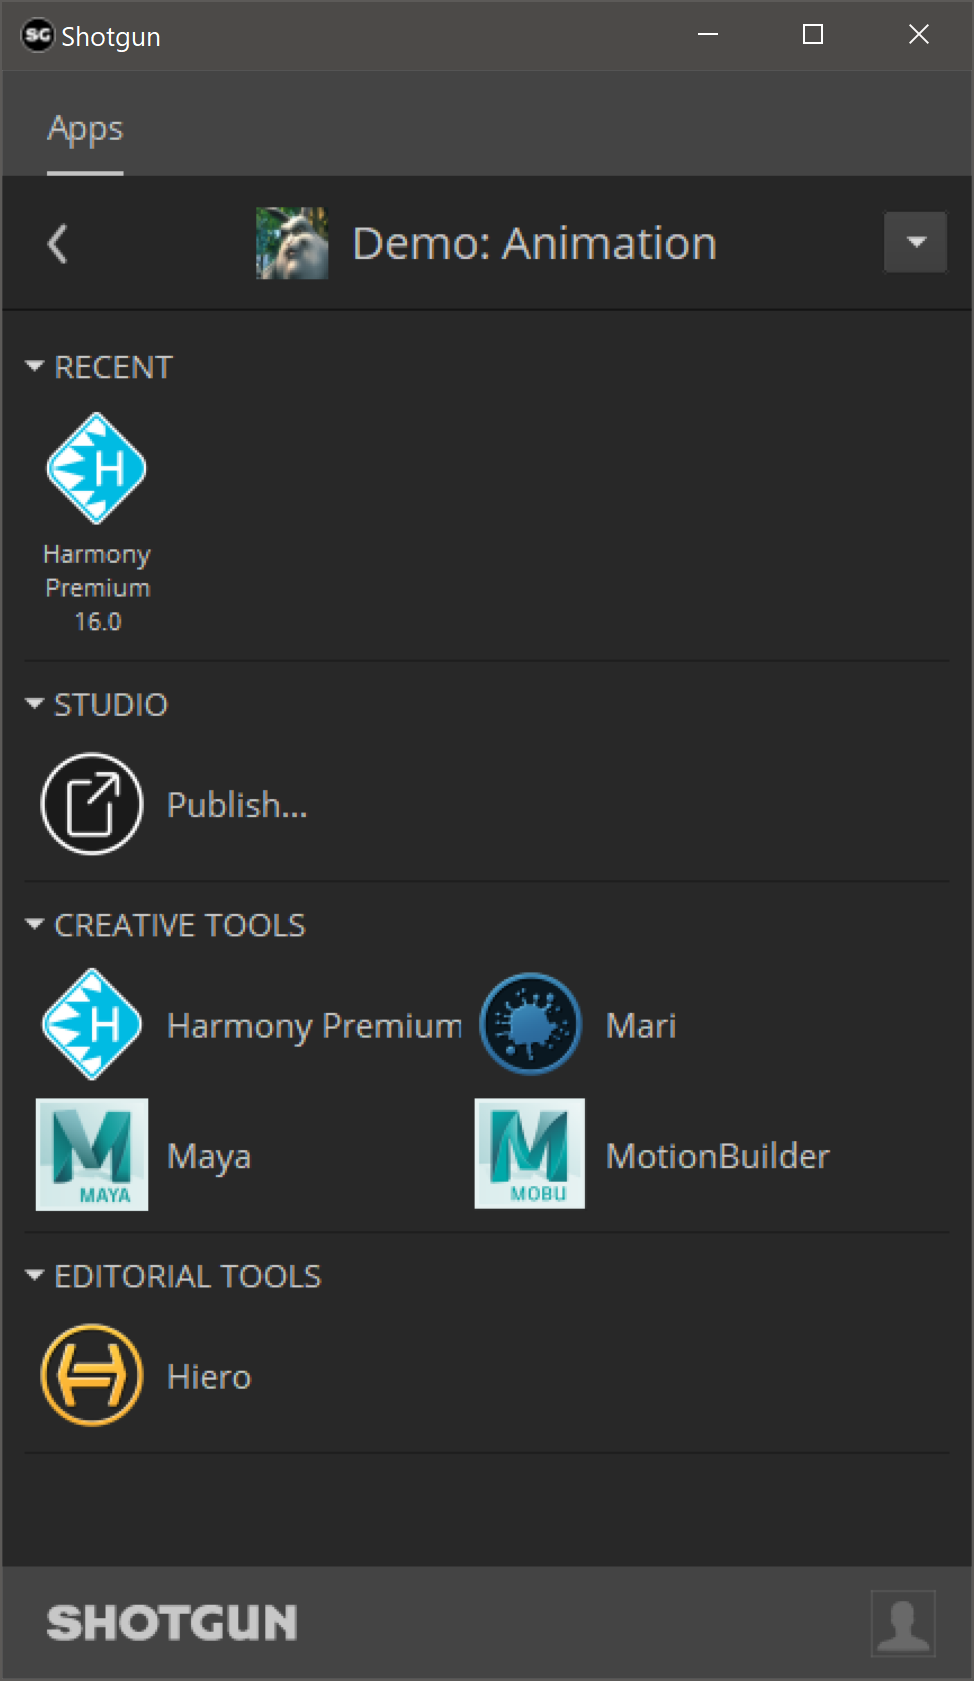 SG Shotgun
Apps
Demo: Animation
RECENT
H
Harmony
Premium
16.0
STUDIO
Publish...
CREATIVE TOOLS
H
Harmony Premium
Mari
MAYA
Maya
MOBU
MotionBuilder
EDITORIAL TOOLS
Hiero
SHOTGUN